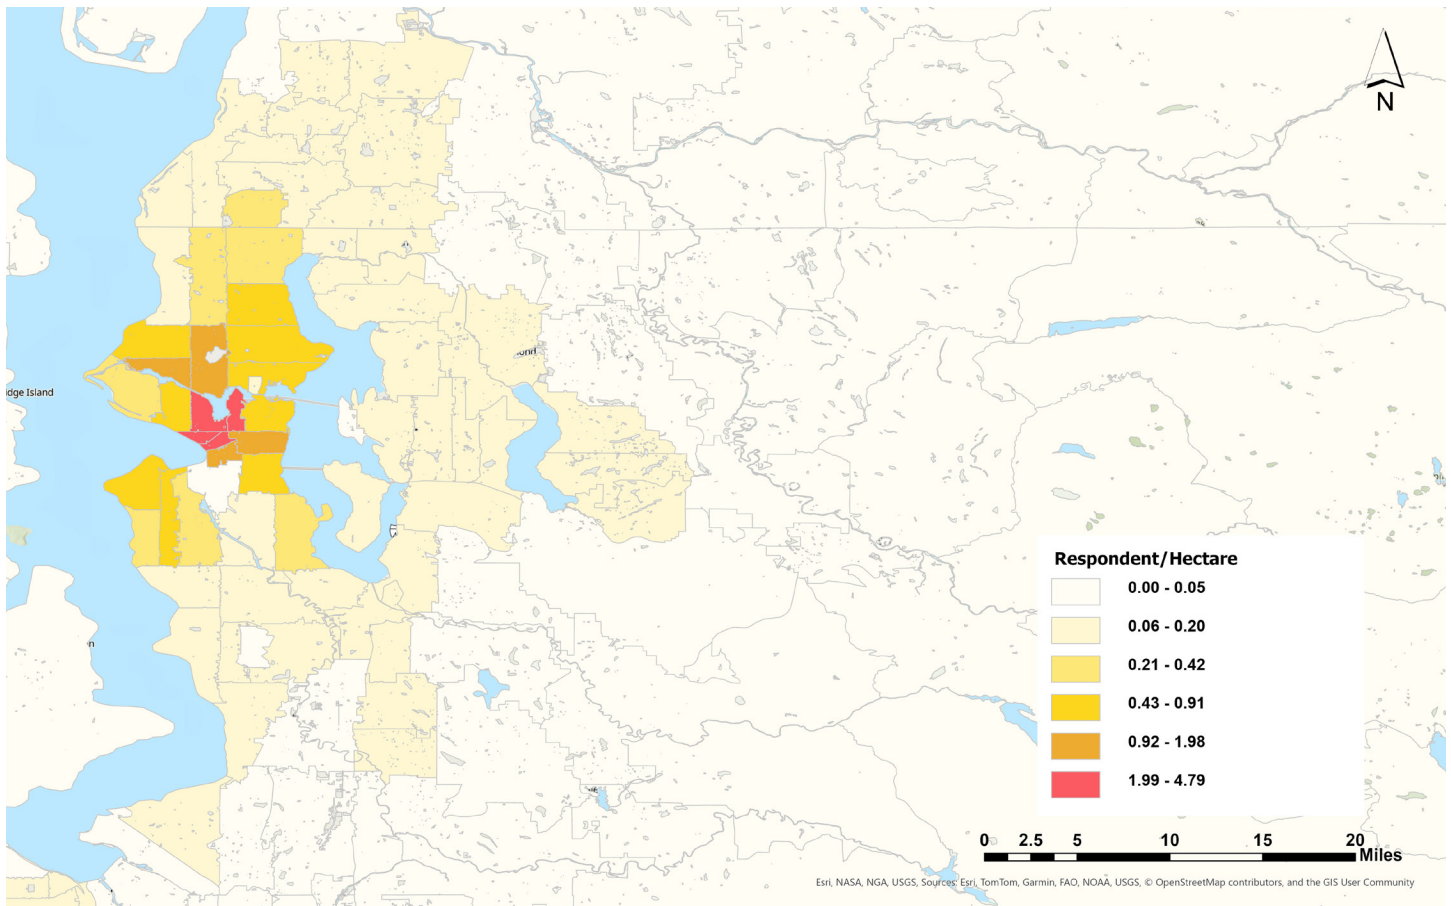 N
dge Island
ond
n
Respondent/Hectare
0.00 - 0.05
0.06 - 0.20
0.21 - 0.42
0.43 - 0.91
0.92 - 1.98
1.99 - 4.79
0 2.5 5 10 15 20
Miles
Esri, NASA, NGA, USGS, Sources: Esri, TomTom, Garmin, FAO, NOAA, USGS, © OpenStreetMap contributors, and the GIS User Community